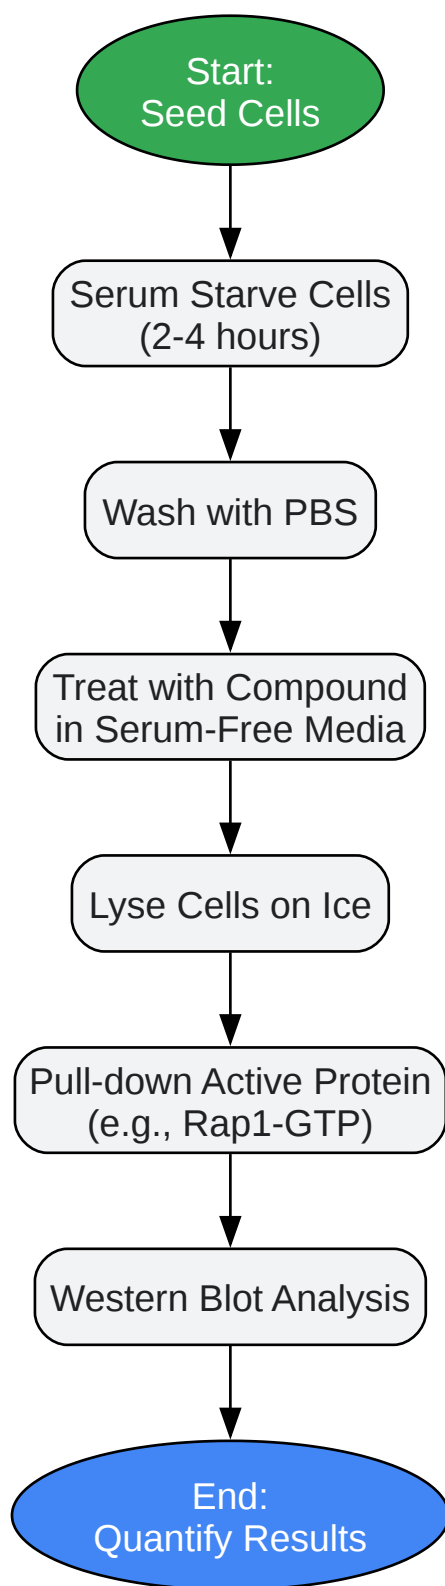 Start:
Seed Cells
Serum Starve Cells
(2-4 hours)
Wash with PBS
Treat with Compound
in Serum-Free Media
Lyse Cells on Ice
Pull-down Active Protein
(e.g., Rap1-GTP)
Western Blot Analysis
End:
Quantify Results